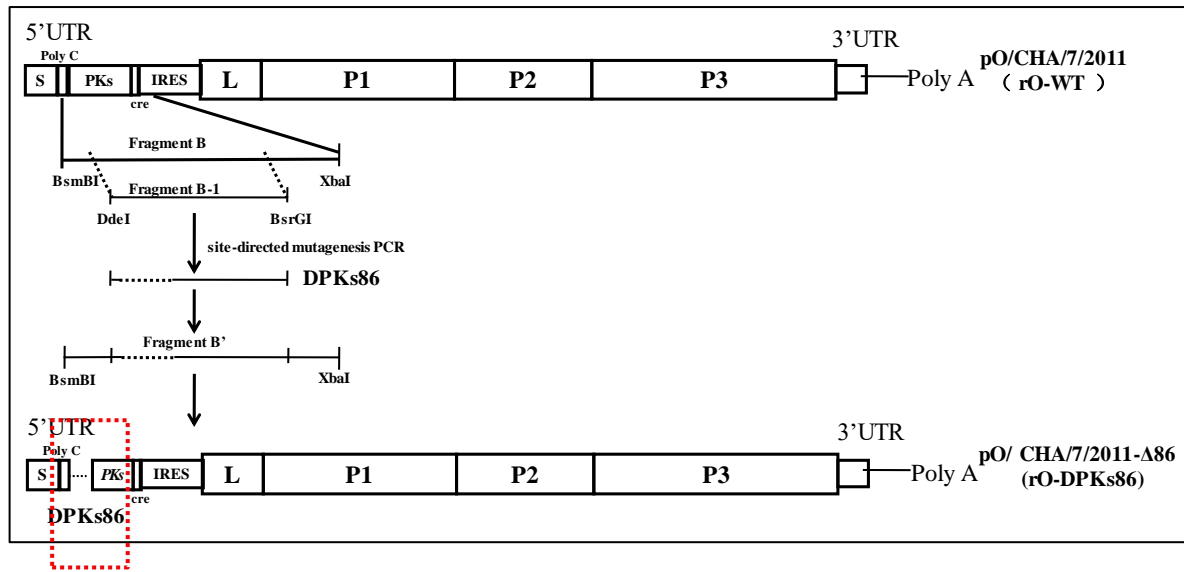 5'UTR
Poly C
3'UTR
S PKs IRES L P1 P2 P3 Poly A
cre
pO/CHA/7/2011
( rO-WT )
Fragment B
BsmBI XbaI
Fragment B-1
DdeI BsrGI
site-directed mutagenesis PCR
DPKs86
Fragment B'
BsmBI XbaI
5'UTR
Poly C
3'UTR
S ..... PKs IRES L P1 P2 P3 Poly A
cre
pO/ CHA/7/2011-Δ86
(rO-DPKs86)
DPKs86